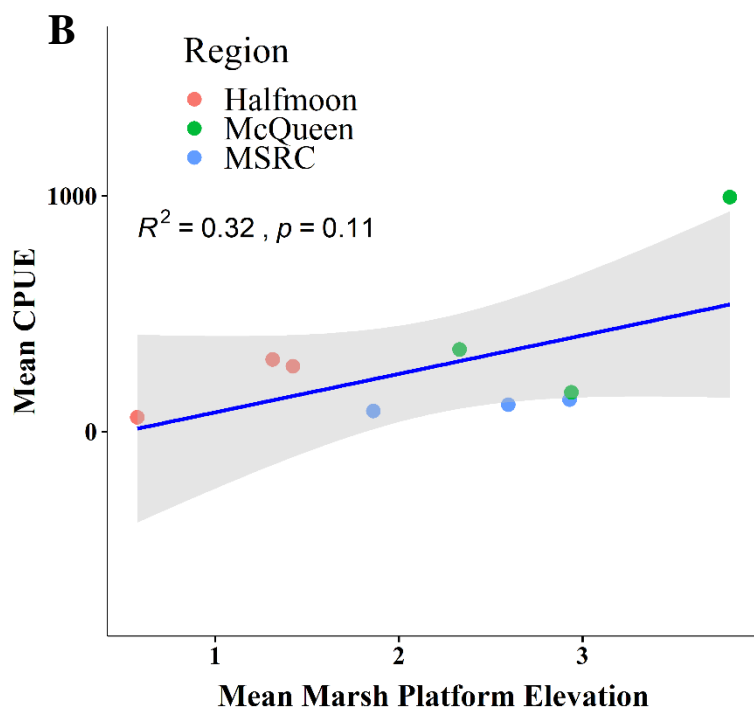 B
Region
Halfmoon
McQueen
MSRC
1000
R² = 0.32 , p = 0.11
Mean CPUE
0
1 2 3
Mean Marsh Platform Elevation